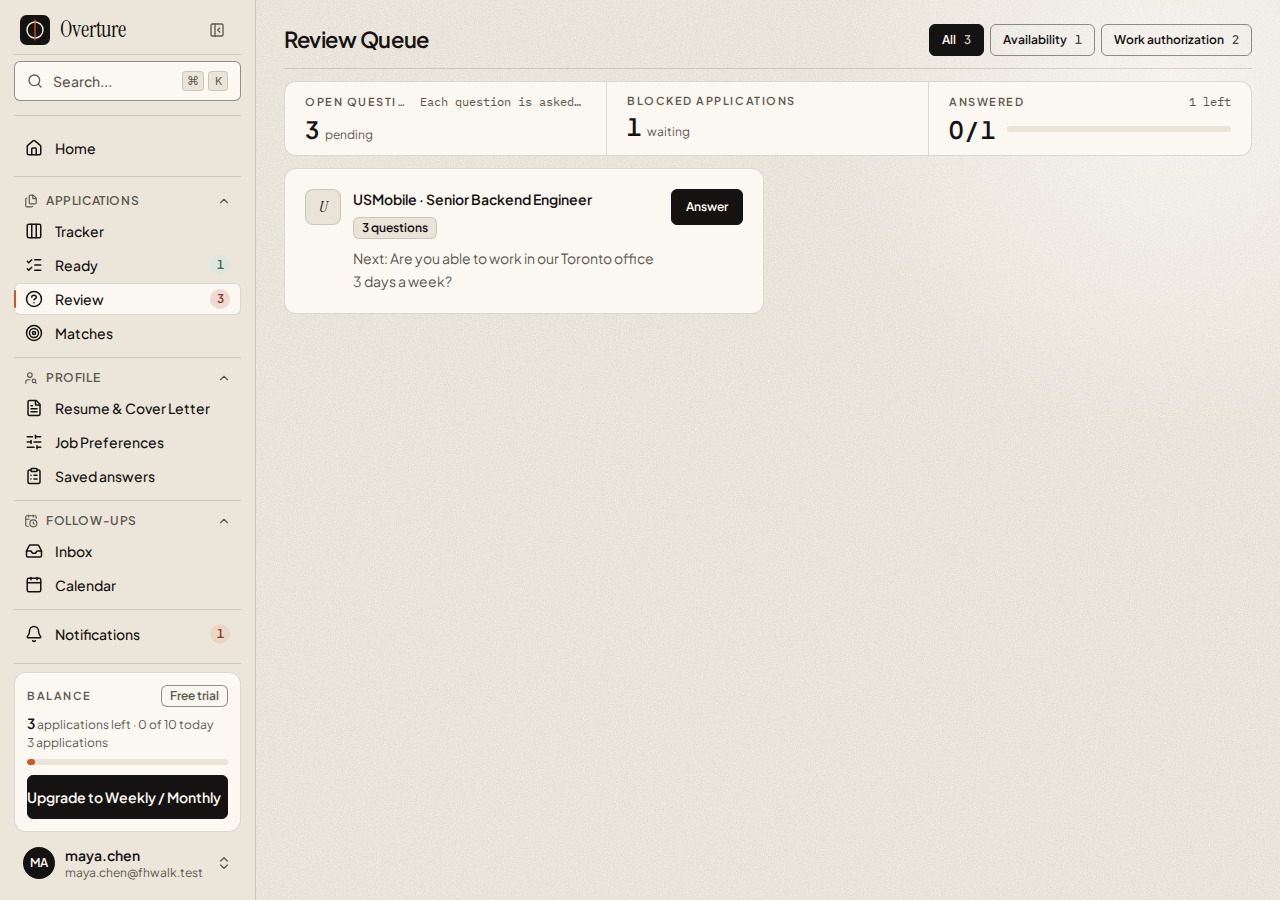 Overture
Search... ⌘ K
Home
APPLICATIONS
Tracker
Ready 1
Review 3
Matches
PROFILE
Resume & Cover Letter
Job Preferences
Saved answers
FOLLOW-UPS
Inbox
Calendar
Notifications 1
BALANCE Free trial
3 applications left · 0 of 10 today
3 applications
Upgrade to Weekly / Monthly
MA maya.chen
maya.chen@fhwalk.test
Review Queue
All 3 Availability 1 Work authorization 2
OPEN QUESTI… Each question is asked…
3 pending
BLOCKED APPLICATIONS
1 waiting
ANSWERED 1 left
0/1
U USMobile · Senior Backend Engineer Answer
3 questions
Next: Are you able to work in our Toronto office
3 days a week?